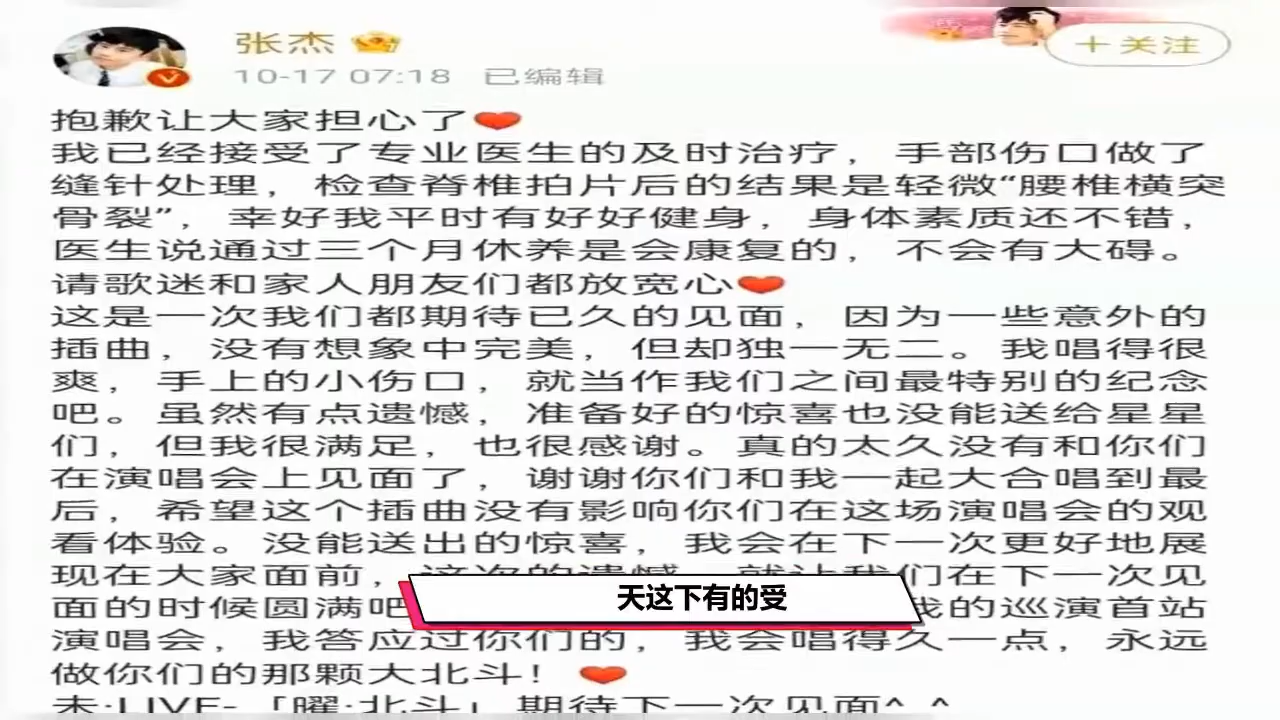 张杰
+关注
10-17 07:18 已编辑
抱歉让大家担心了
我已经接受了专业医生的及时治疗，手部伤口做了
缝针处理，检查脊椎拍片后的结果是轻微“腰椎横突
骨裂”，幸好我平时有好好健身，身体素质还不错，
医生说通过三个月休养是会康复的，不会有大碍。
请歌迷和家人朋友们都放宽心
这是一次我们都期待已久的见面，因为一些意外的
插曲，没有想象中完美，但却独一无二。我唱得很
爽，手上的小伤口，就当作我们之间最特别的纪念
吧。虽然有点遗憾，准备好的惊喜也没能送给星星
们，但我很满足，也很感谢。真的太久没有和你们
在演唱会上见面了，谢谢你们和我一起大合唱到最
后，希望这个插曲没有影响你们在这场演唱会的观
看体验。没能送出的惊喜，我会在下一次更好地展
现在大家面前，这次的遗憾，就让我们在下一次见
面的时候圆满吧 我的巡演首站
天这下有的受
演唱会，我答应过你们的，我会唱得久一点，永远
做你们的那颗大北斗！
未·LIVE-「曜·北斗」期待下一次见面^_^